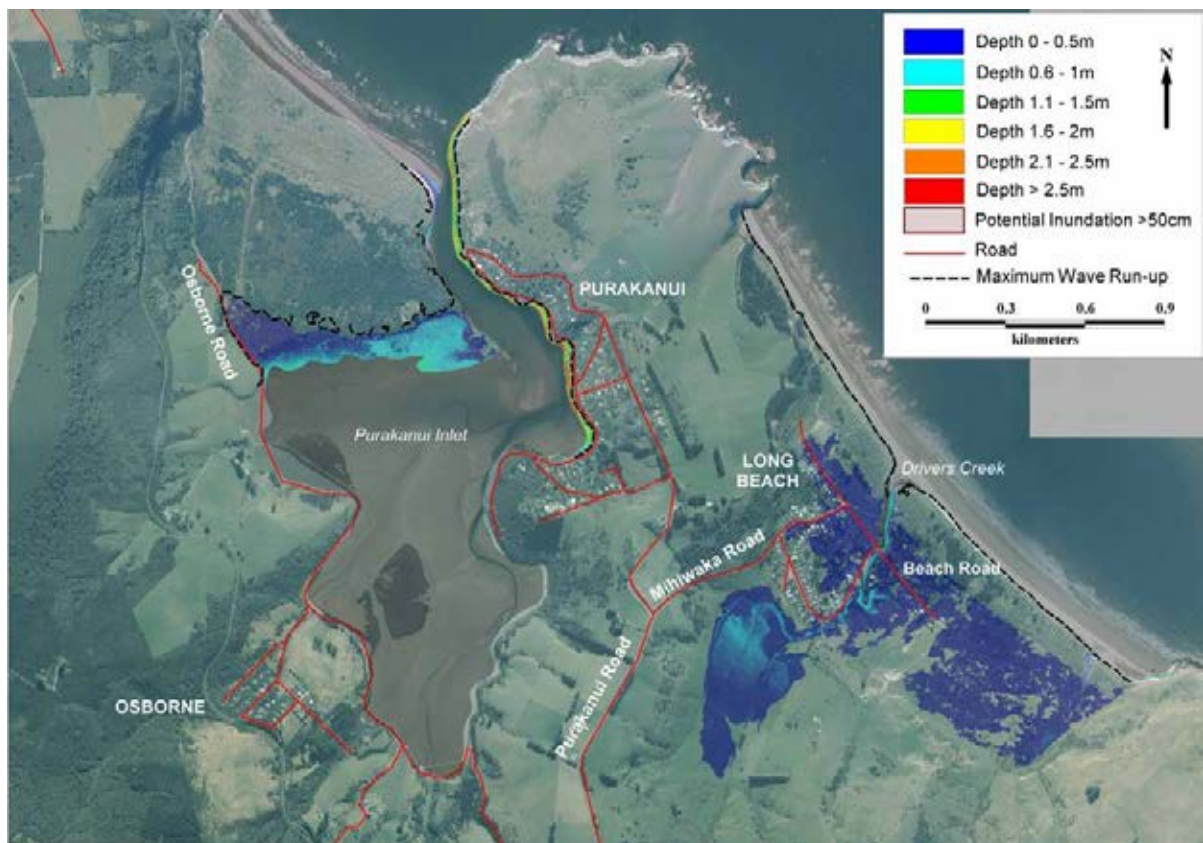 Depth 0 - 0.5m
Depth 0.6 - 1m
Depth 1.1 - 1.5m
Depth 1.6 - 2m
Depth 2.1 - 2.5m
Depth > 2.5m
Potential Inundation >50cm
Road
Maximum Wave Run-up
0 0.3 0.6 0.9
kilometers
N
Osborne Road
PURAKANUI
Purakanui Inlet
LONG
BEACH
Drivers Creek
Mihiwaka Road
Beach Road
Purakanui Road
OSBORNE